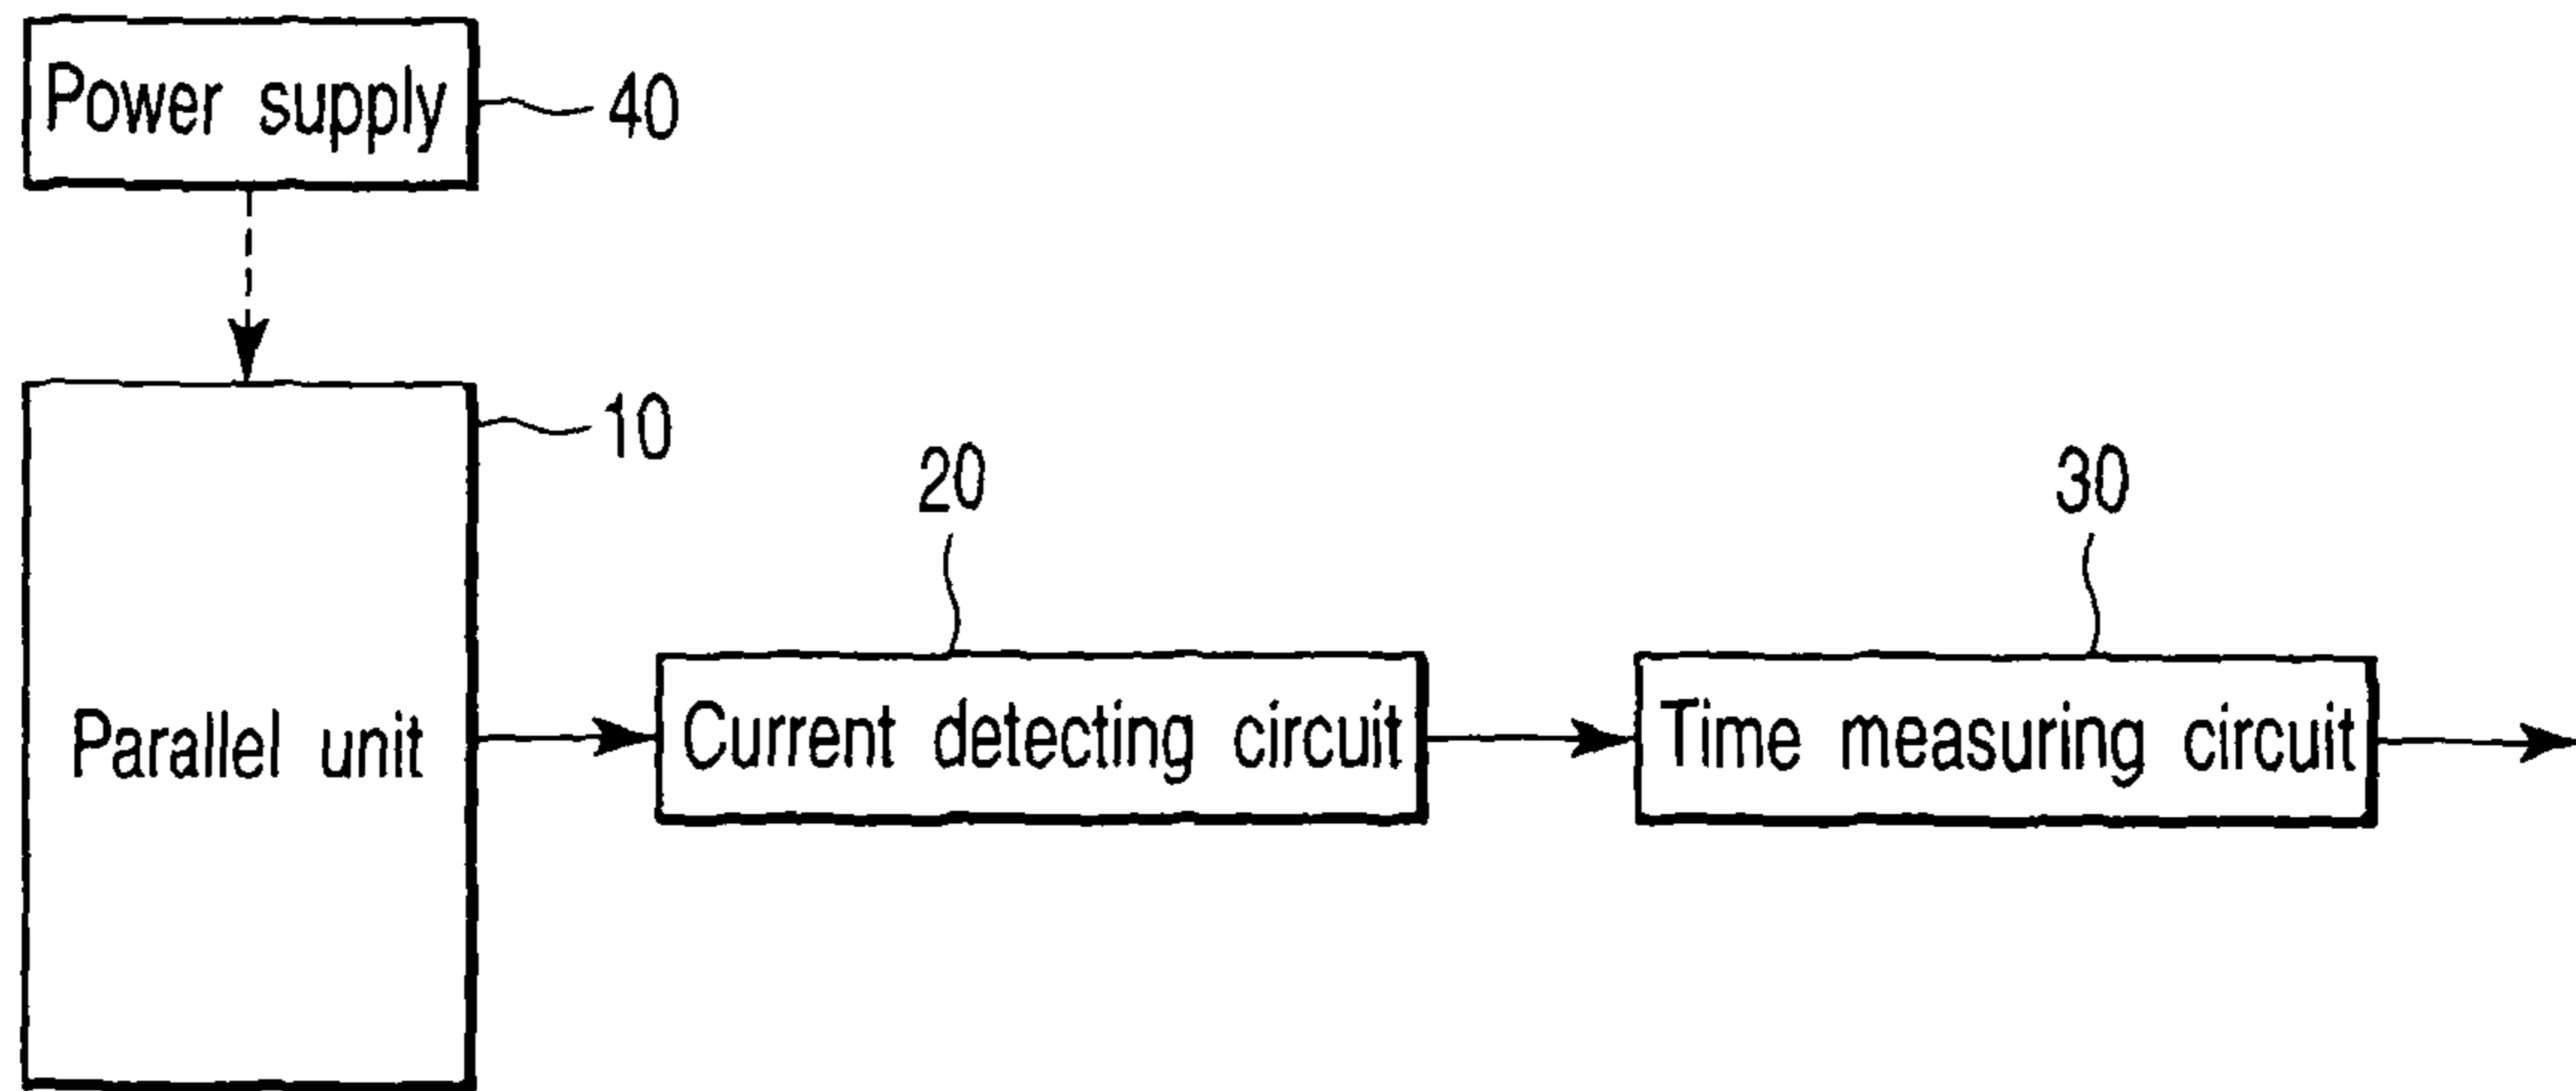 Power supply
40
10
20
30
Parallel unit
Current detecting circuit
Time measuring circuit